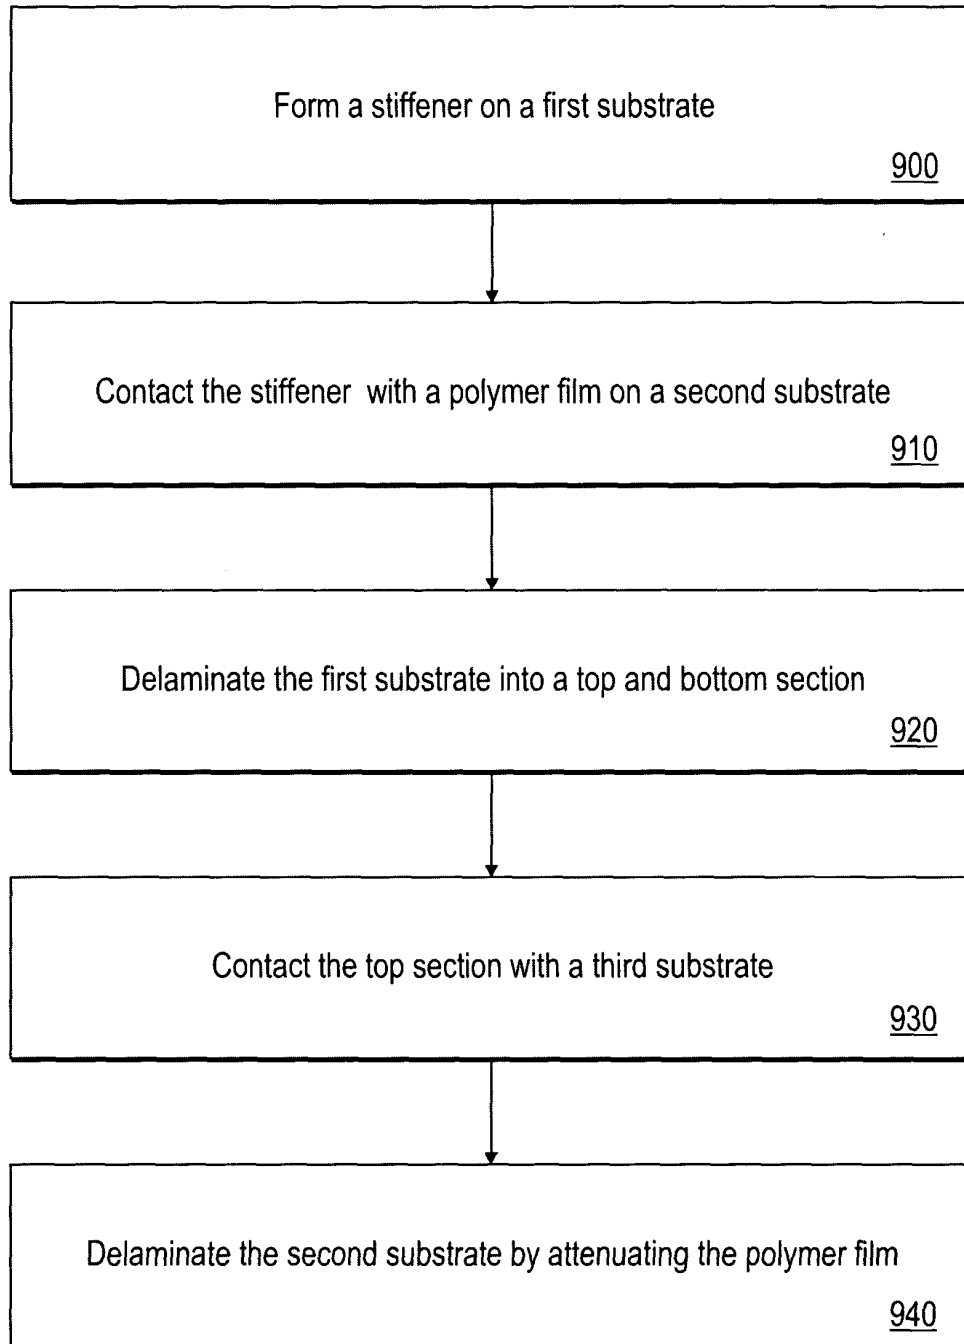 Form a stiffener on a first substrate
900
Contact the stiffener with a polymer film on a second substrate
910
Delaminate the first substrate into a top and bottom section
920
Contact the top section with a third substrate
930
Delaminate the second substrate by attenuating the polymer film
940